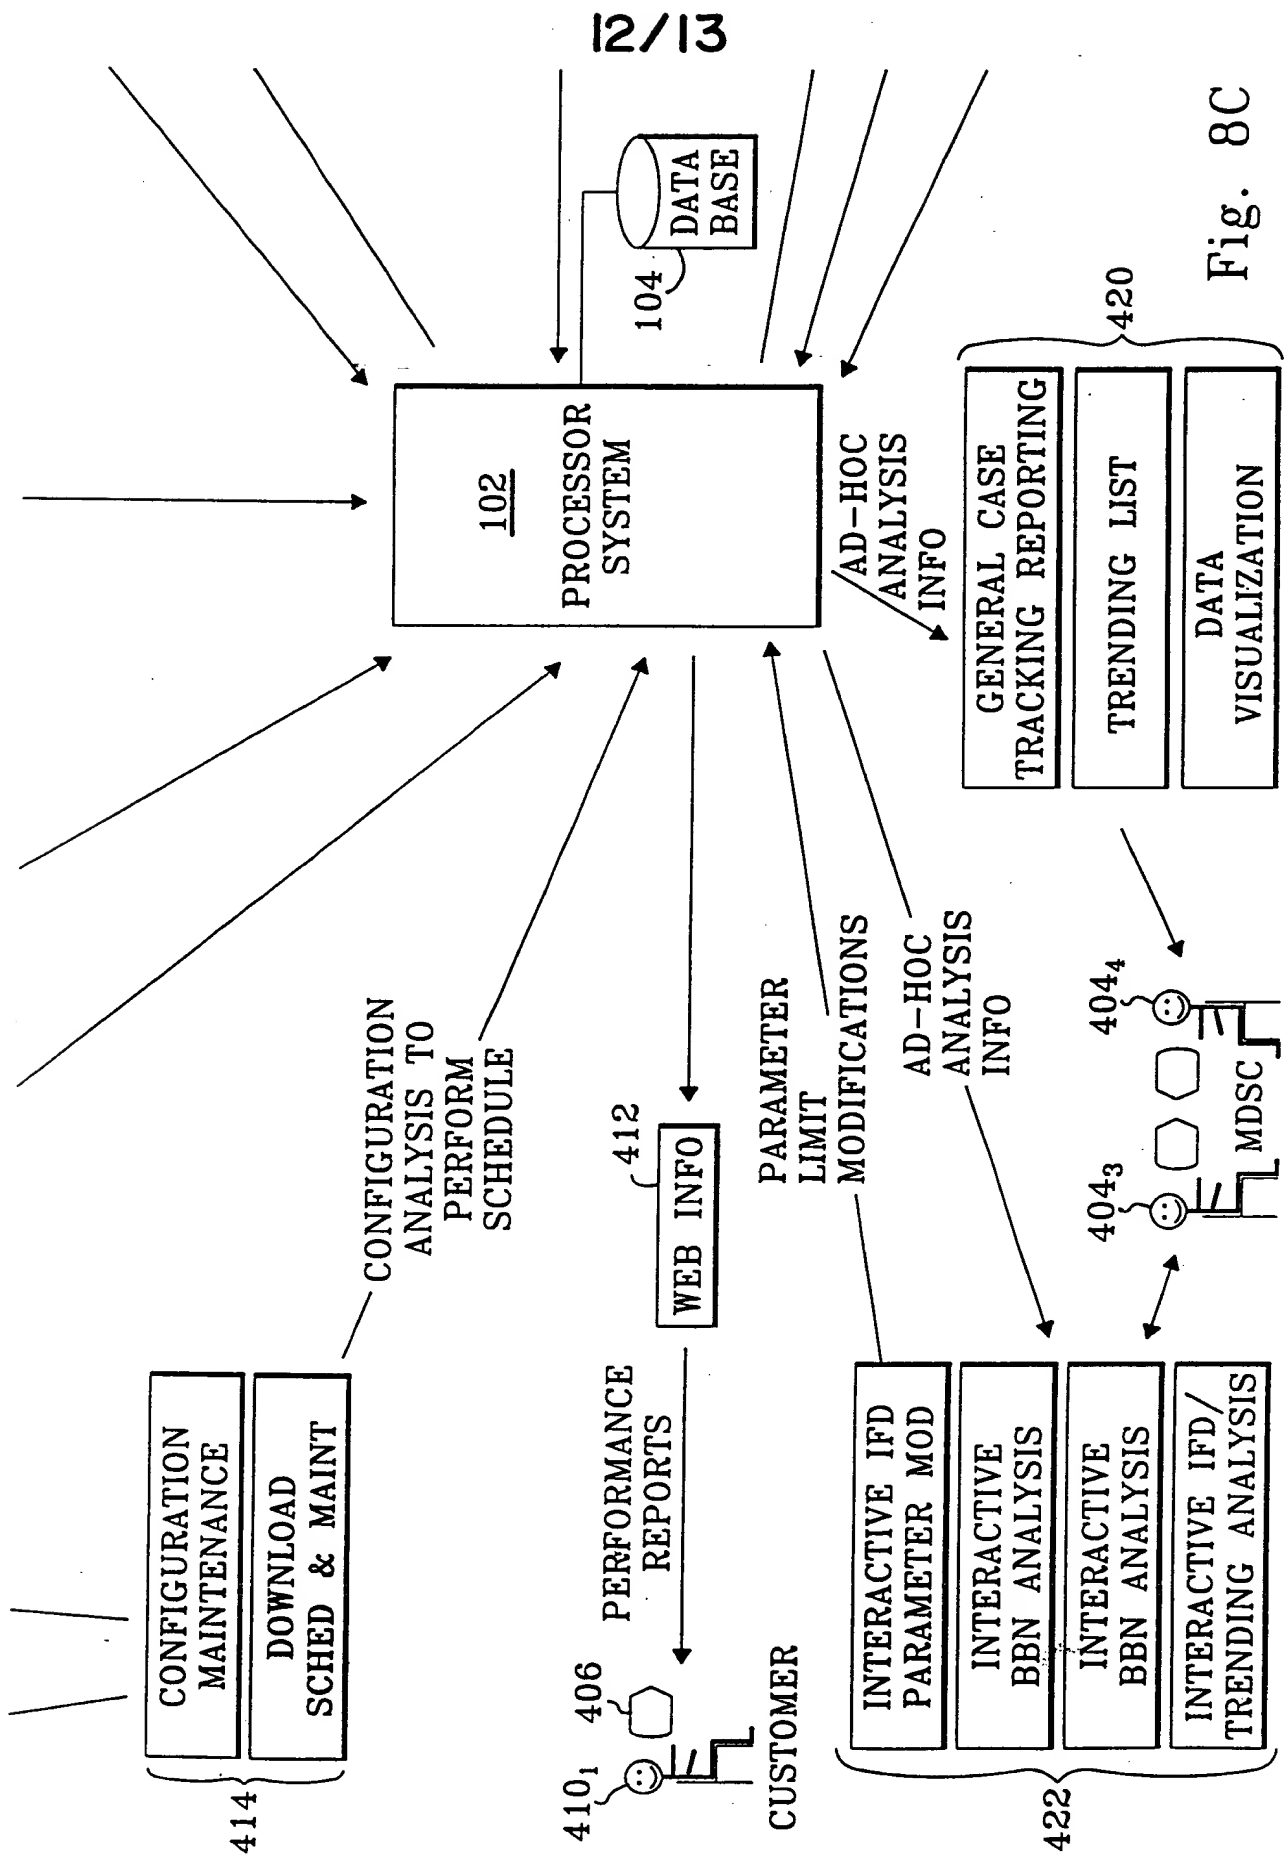 12/13
414
CONFIGURATION
MAINTENANCE
DOWNLOAD
SCHED & MAINT
CONFIGURATION
ANALYSIS TO
PERFORM
SCHEDULE
102
PROCESSOR
SYSTEM
104
DATA
BASE
410₁
406
CUSTOMER
PERFORMANCE
REPORTS
412
WEB INFO
PARAMETER
LIMIT
MODIFICATIONS
AD-HOC
ANALYSIS
INFO
AD-HOC
ANALYSIS
INFO
422
INTERACTIVE IFD
PARAMETER MOD
INTERACTIVE
BBN ANALYSIS
INTERACTIVE
BBN ANALYSIS
INTERACTIVE IFD/
TRENDING ANALYSIS
404₃
404₄
MDSC
GENERAL CASE
TRACKING REPORTING
TRENDING LIST
DATA
VISUALIZATION
420
Fig. 8C